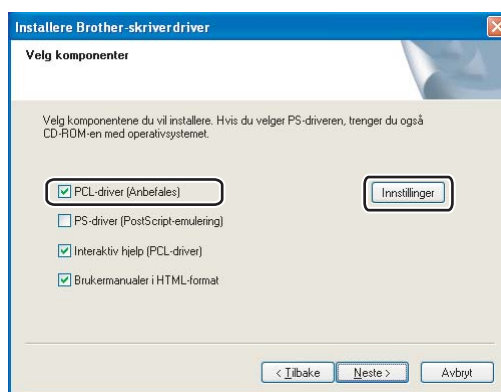 Installere Brother-skriverdriver
Velg komponenter
Velg komponentene du vil installere. Hvis du velger PS-driveren, trenger du også
CD-ROM-en med operativsystemet.
PCL-driver (Anbefales)
Innstillinger
PS-driver (PostScript-emulering)
Interaktiv hjelp (PCL-driver)
Brukermanualer i HTML-format
< Tilbake
Neste >
Avbryt